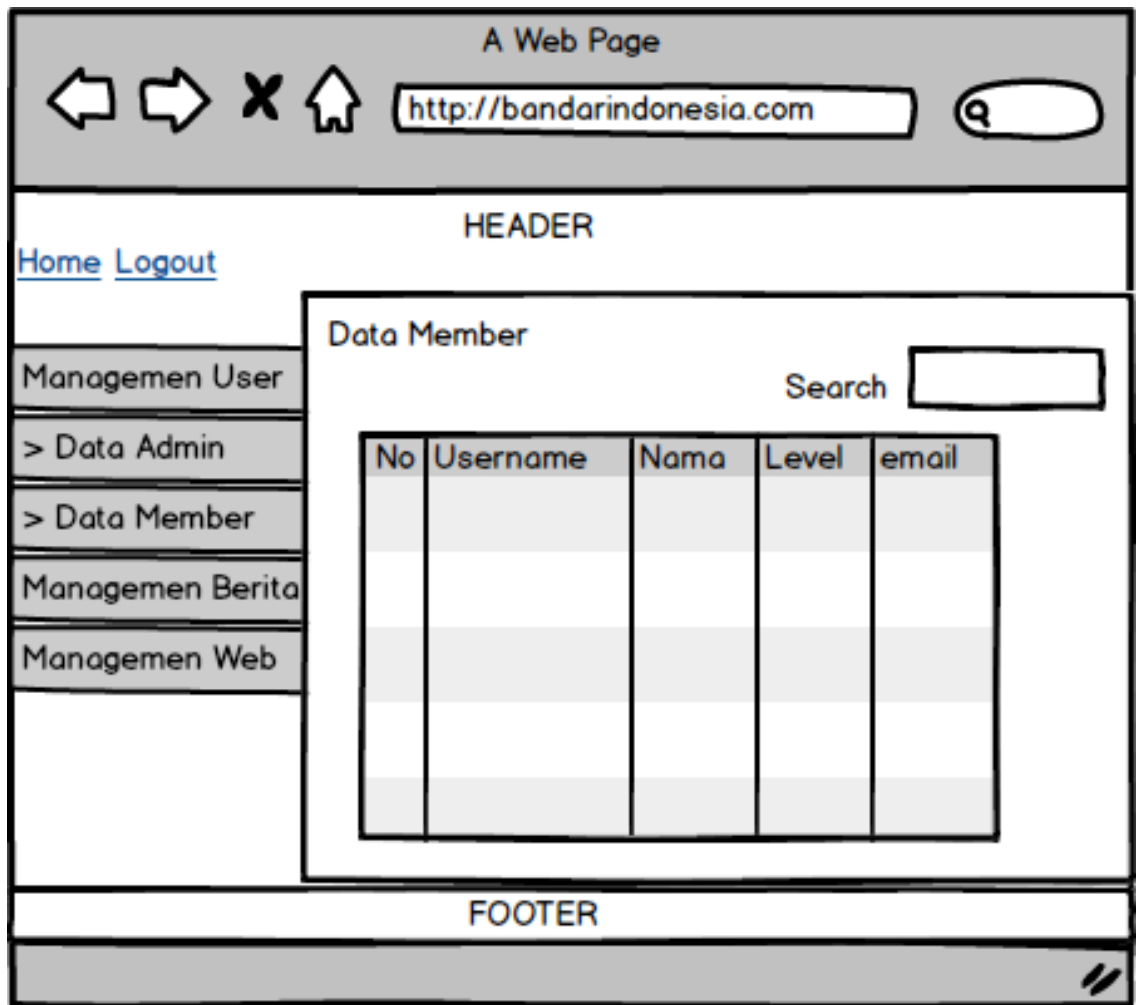 A Web Page
http://bandarindonesia.com
HEADER
Home Logout
Data Member
Search
Managemen User
> Data Admin
> Data Member
Managemen Berita
Managemen Web
No Username Nama Level email
FOOTER